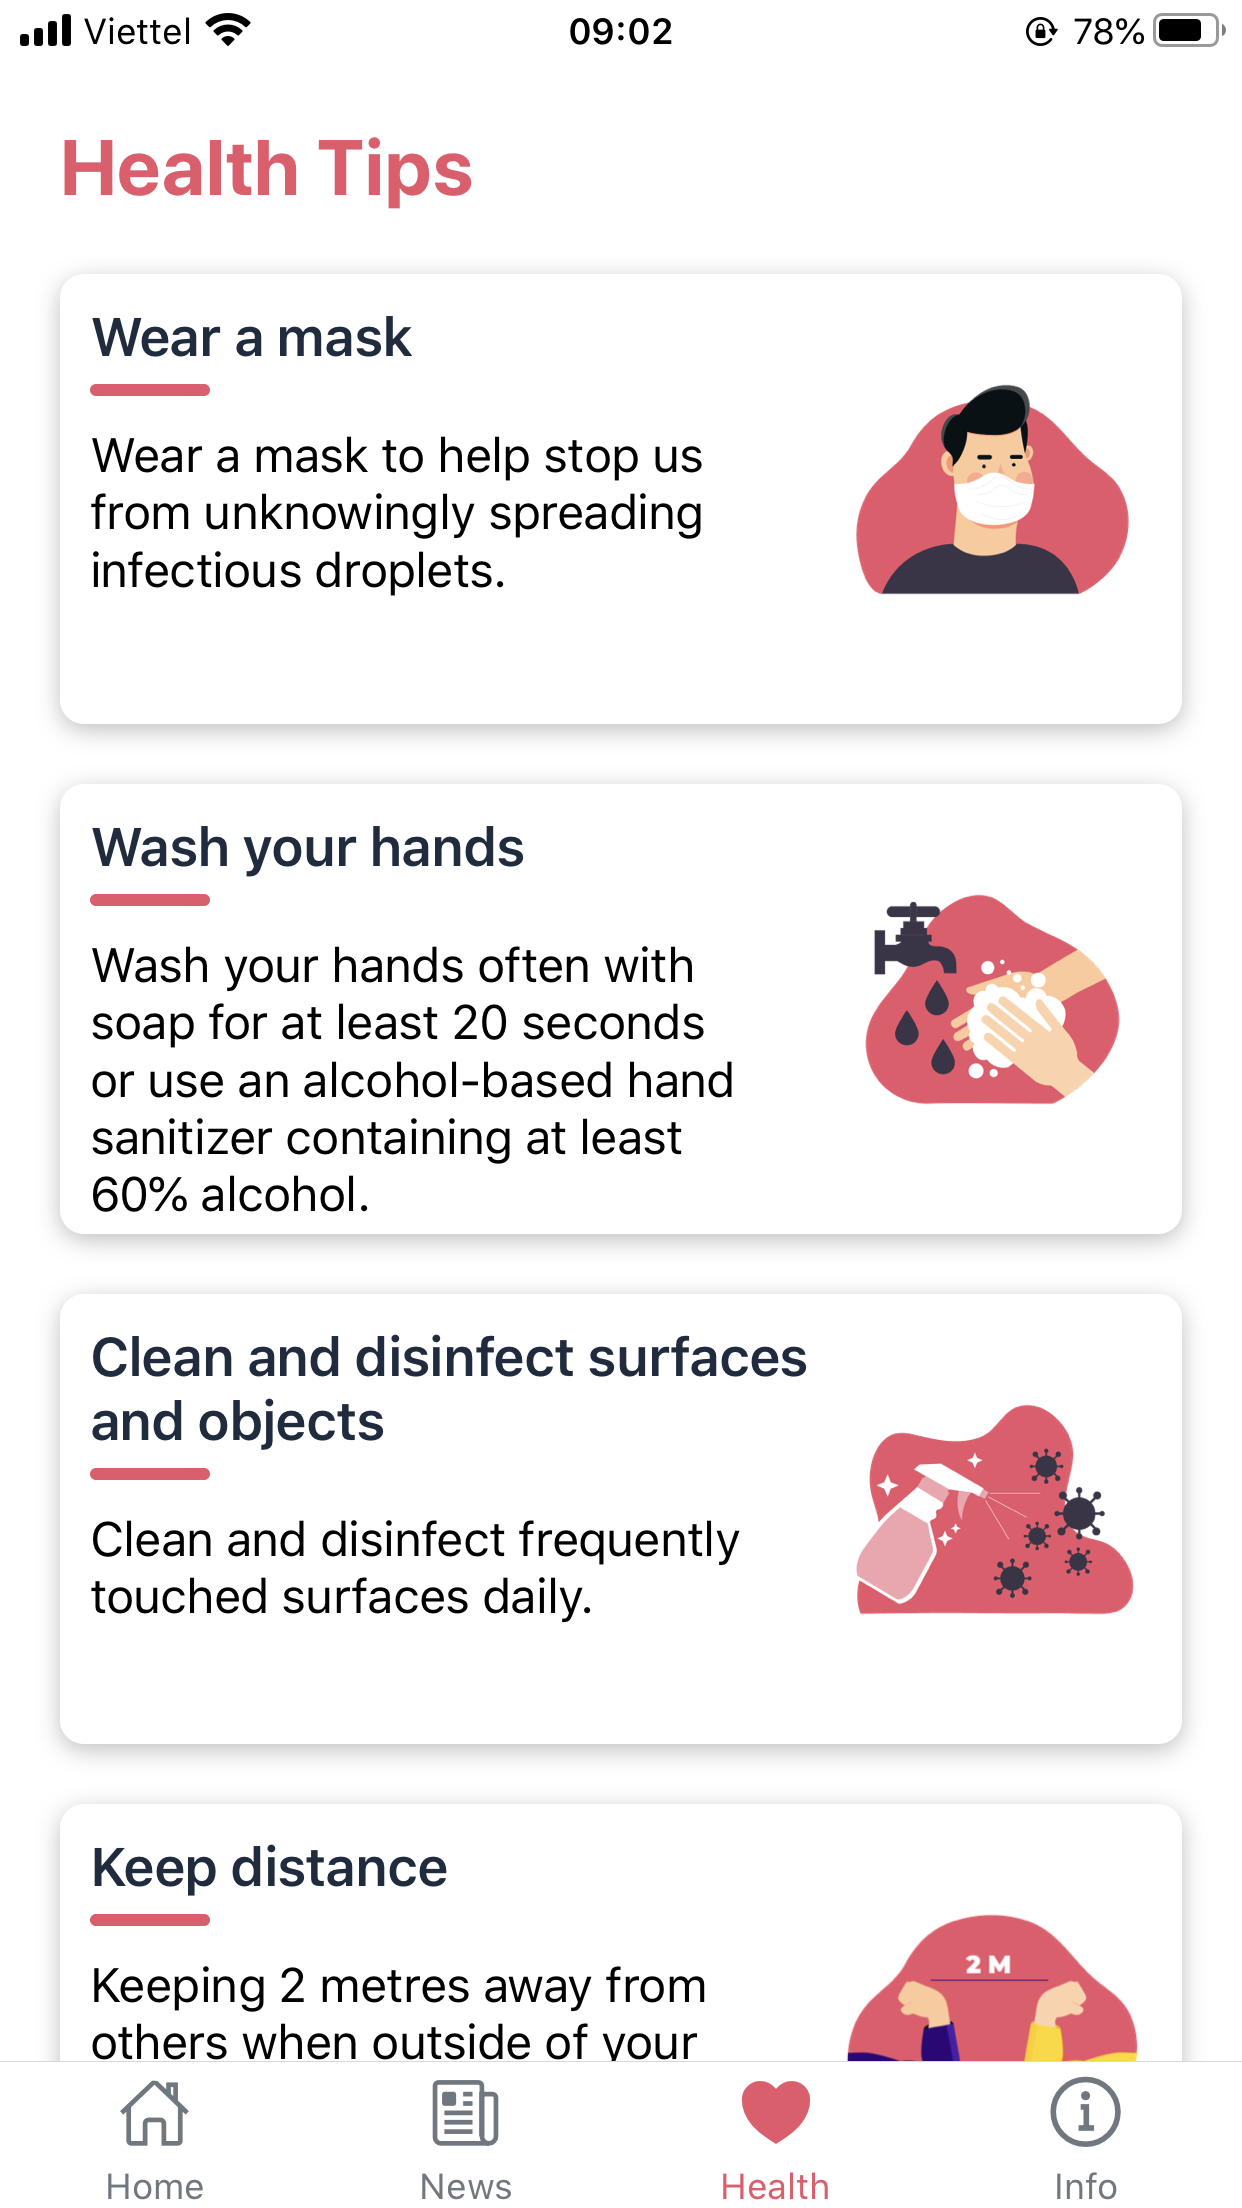 Viettel 09:02 78%
Health Tips
Wear a mask
Wear a mask to help stop us
from unknowingly spreading
infectious droplets.
Wash your hands
Wash your hands often with
soap for at least 20 seconds
or use an alcohol-based hand
sanitizer containing at least
60% alcohol.
Clean and disinfect surfaces
and objects
Clean and disinfect frequently
touched surfaces daily.
Keep distance
Keeping 2 metres away from
others when outside of your
2 M
Home News Health Info